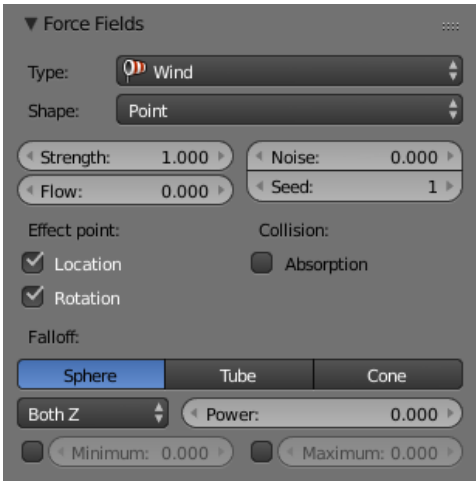 Force Fields
Type: Wind
Shape: Point
Strength: 1.000 Noise: 0.000
Flow: 0.000 Seed: 1
Effect point: Collision:
Location Absorption
Rotation
Falloff:
Sphere Tube Cone
Both Z Power: 0.000
Minimum: 0.000 Maximum: 0.000